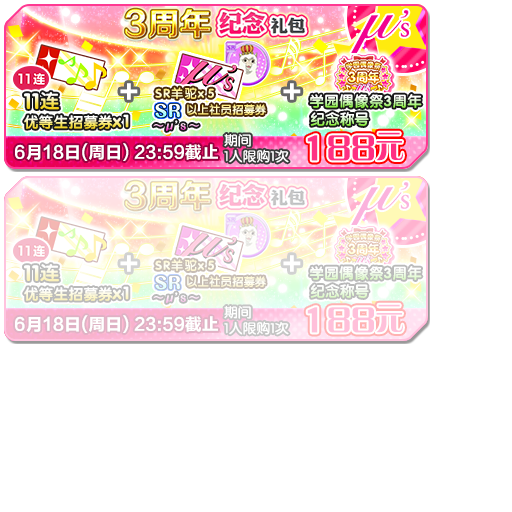 3周年 纪念 礼包
μ's
11连
11连
优等生招募券x1
+
μ's
SR羊驼x5
SR 以上社员招募券
～μ's～
+
学园偶像祭
3周年
μ's
学园偶像祭3周年
纪念称号
6月18日(周日) 23:59截止
期间
1人限购1次
188元
3周年 纪念 礼包
μ's
11连
11连
优等生招募券x1
+
μ's
SR羊驼x5
SR 以上社员招募券
～μ's～
+
学园偶像祭
3周年
μ's
学园偶像祭3周年
纪念称号
6月18日(周日) 23:59截止
期间
1人限购1次
188元